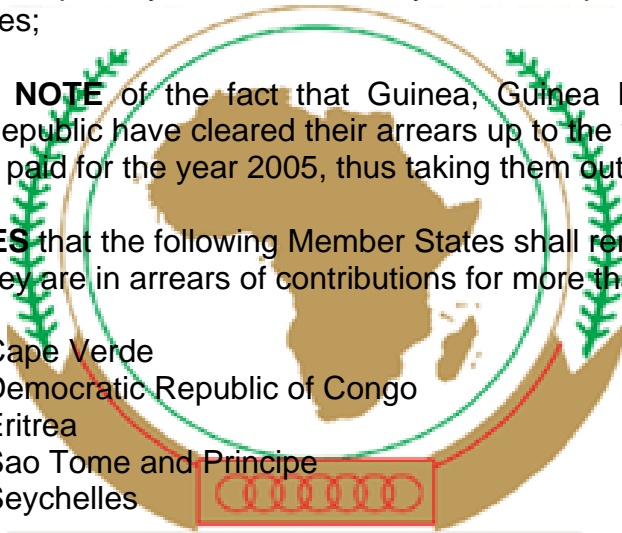 es;
NOTE of the fact that Guinea, Guinea
epublic have cleared their arrears up to the
paid for the year 2005, thus taking them out
ES that the following Member States shall
ey are in arrears of contributions for more
Cape Verde
Democratic Republic of Congo
Eritrea
Sao Tome and Principe
Seychelles